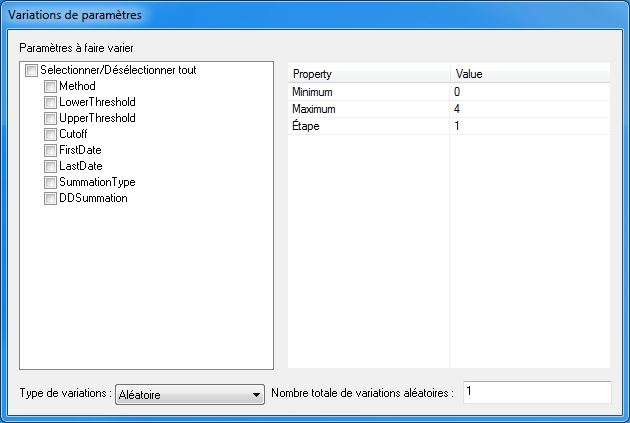 Variations de paramètres
Paramètres à faire varier
Selectionner/Désélectionner tout
Method
LowerThreshold
UpperThreshold
Cutoff
FirstDate
LastDate
SummationType
DDSummation
Property Value
Minimum 0
Maximum 4
Étape 1
Type de variations : Aléatoire Nombre totale de variations aléatoires : 1